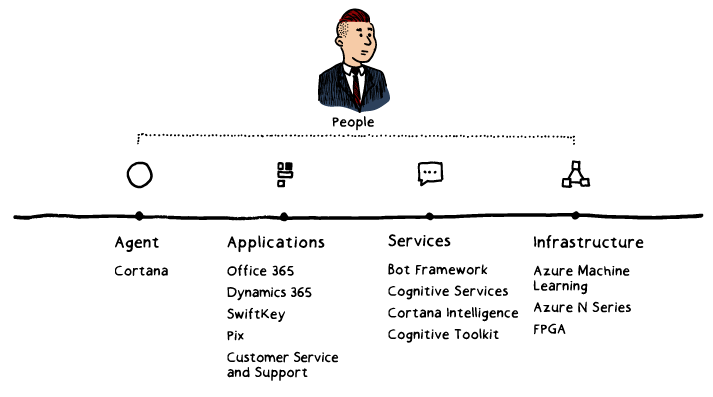 People
Agent
Cortana
Applications
Office 365
Dynamics 365
SwiftKey
Pix
Customer Service
and Support
Services
Bot Framework
Cognitive Services
Cortana Intelligence
Cognitive Toolkit
Infrastructure
Azure Machine
Learning
Azure N Series
FPGA